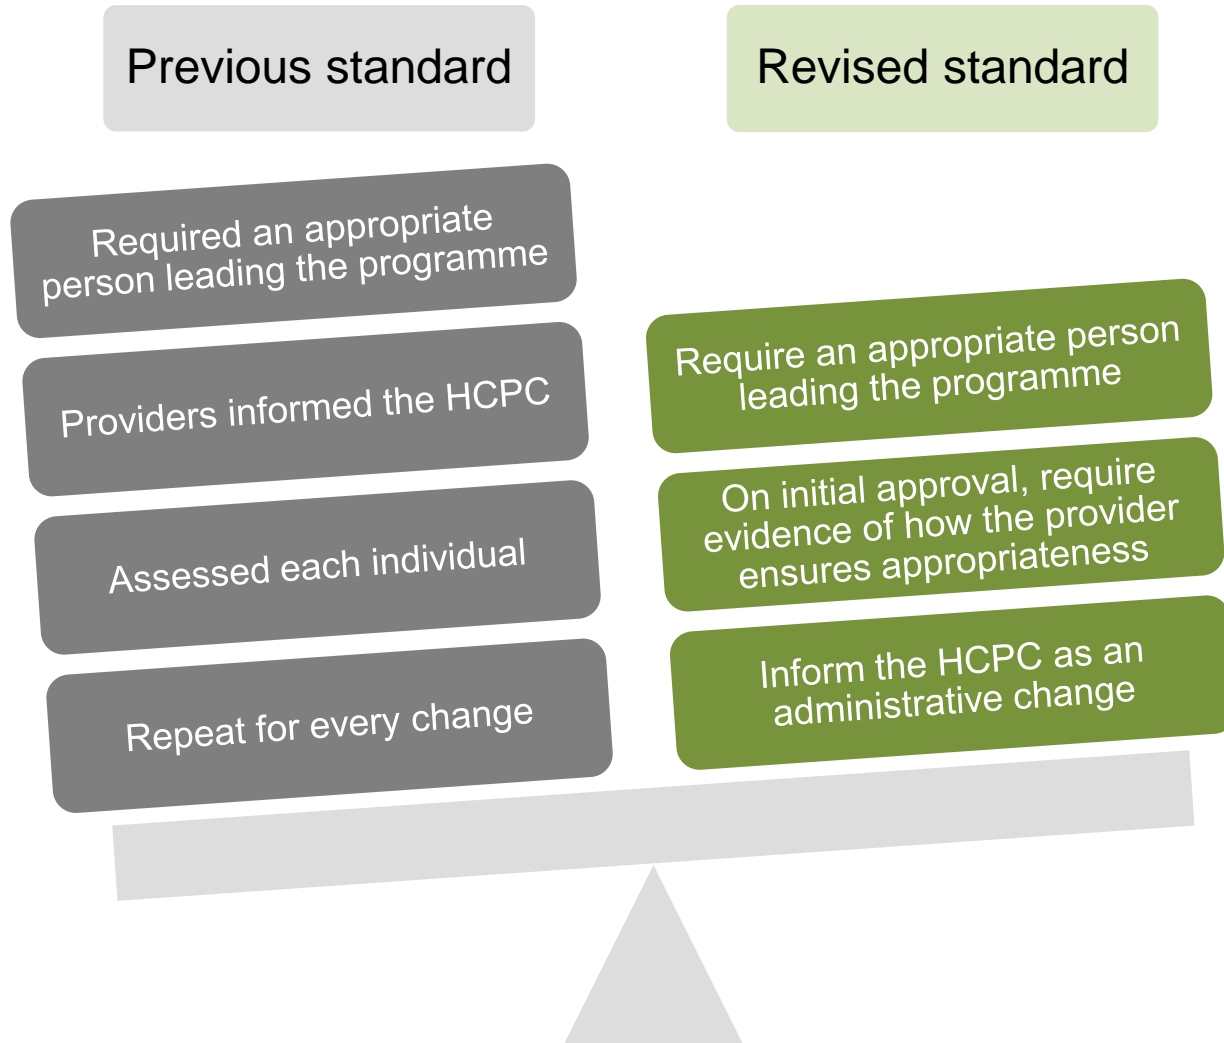 Previous standard
Required an appropriate
person leading the programme
Providers informed the HCPC
Assessed each individual
Repeat for every change
Revised standard
Require an appropriate person
leading the programme
On initial approval, require
evidence of how the provider
ensures appropriateness
Inform the HCPC as an
administrative change